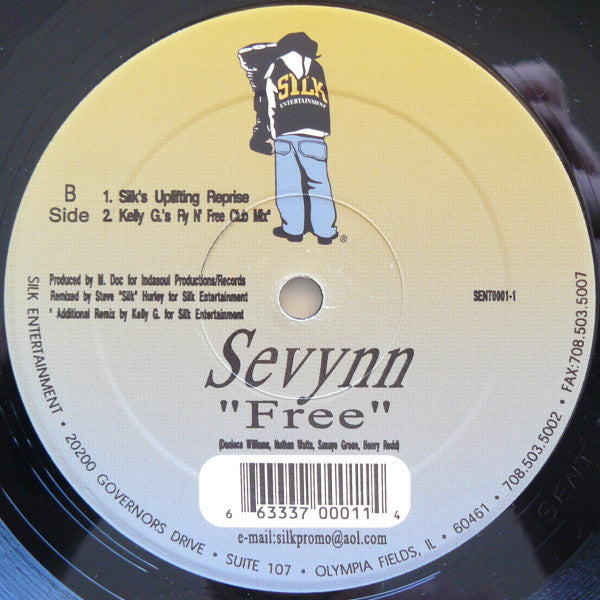 SILK
ENTERTAINMENT
®
B
Side
1. Silk's Uplifting Reprise
2. Kelly G.'s Fly N' Free Club Mix*
Produced by M. Doc for Indasoul Productions/Records
Remixed by Steve "Silk" Hurley for Silk Entertainment
* Additional Remix by Kelly G. for Silk Entertainment
SENT0001-1
Sevynn
"Free"
(Deniece Williams, Nathan Watts, Susaye Green, Henry Redd)
6 63337 00011 4
e-mail:silkpromo@aol.com
SILK ENTERTAINMENT • 20200 GOVERNORS DRIVE • SUITE 107 • OLYMPIA FIELDS, IL • 60461 • 708.503.5002 • FAX:708.503.5007
SENT